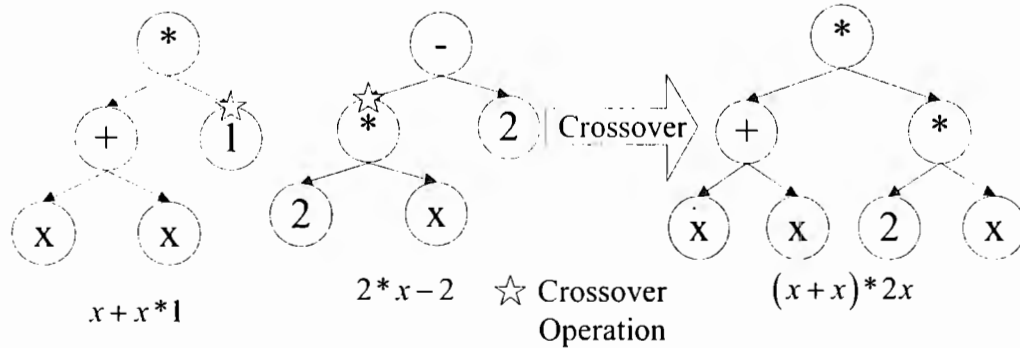 *
-
*
+
1
*
2
Crossover
+
*
x
x
2
x
x
x
2
x
x+x*1
2*x-2
☆ Crossover
Operation
(x+x)*2x